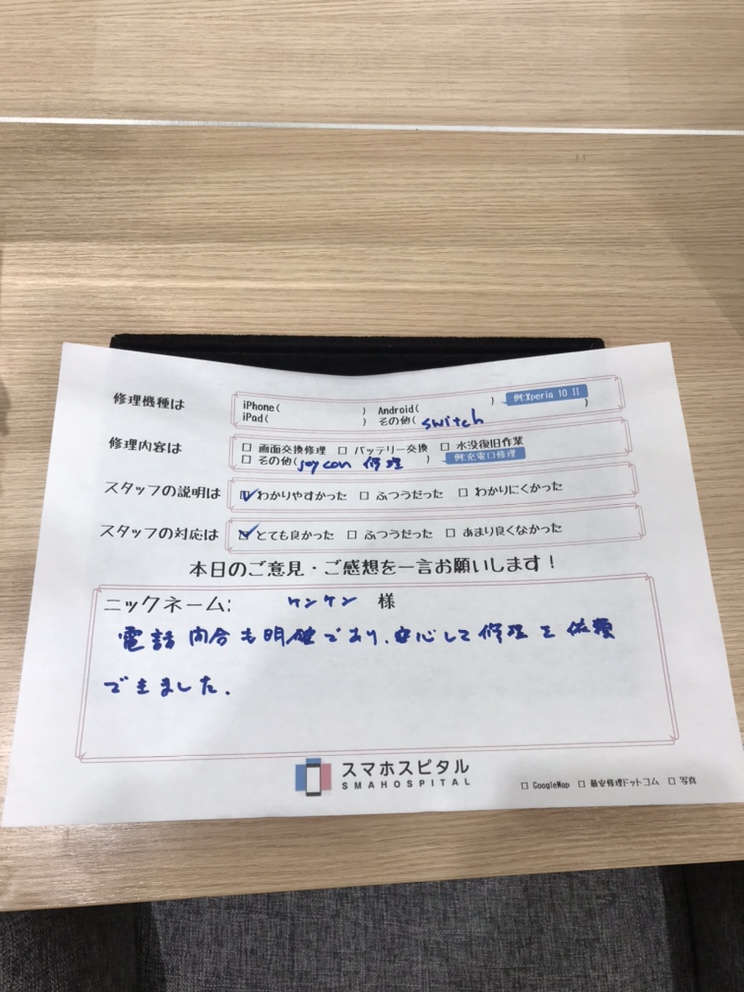 修理機種は
iPhone( ) Android( ) 例:Xperia 10 II
iPad( ) その他( switch )
修理内容は
☐ 画面交換修理 ☐ バッテリー交換 ☐ 水没復旧作業
☐ その他( joycon 修理 ) 例:充電口修理
スタッフの説明は ☑ わかりやすかった ☐ ふつうだった ☐ わかりにくかった
スタッフの対応は ☑ とても良かった ☐ ふつうだった ☐ あまり良くなかった
本日のご意見・ご感想を一言お願いします!
ニックネーム: ケンケン 様
電話問合も明確であり、安心して修理を依頼
できました.
スマホスピタル
SMAHOSPITAL
☐ GoogleMap ☐ 最安修理ドットコム ☐ 写真